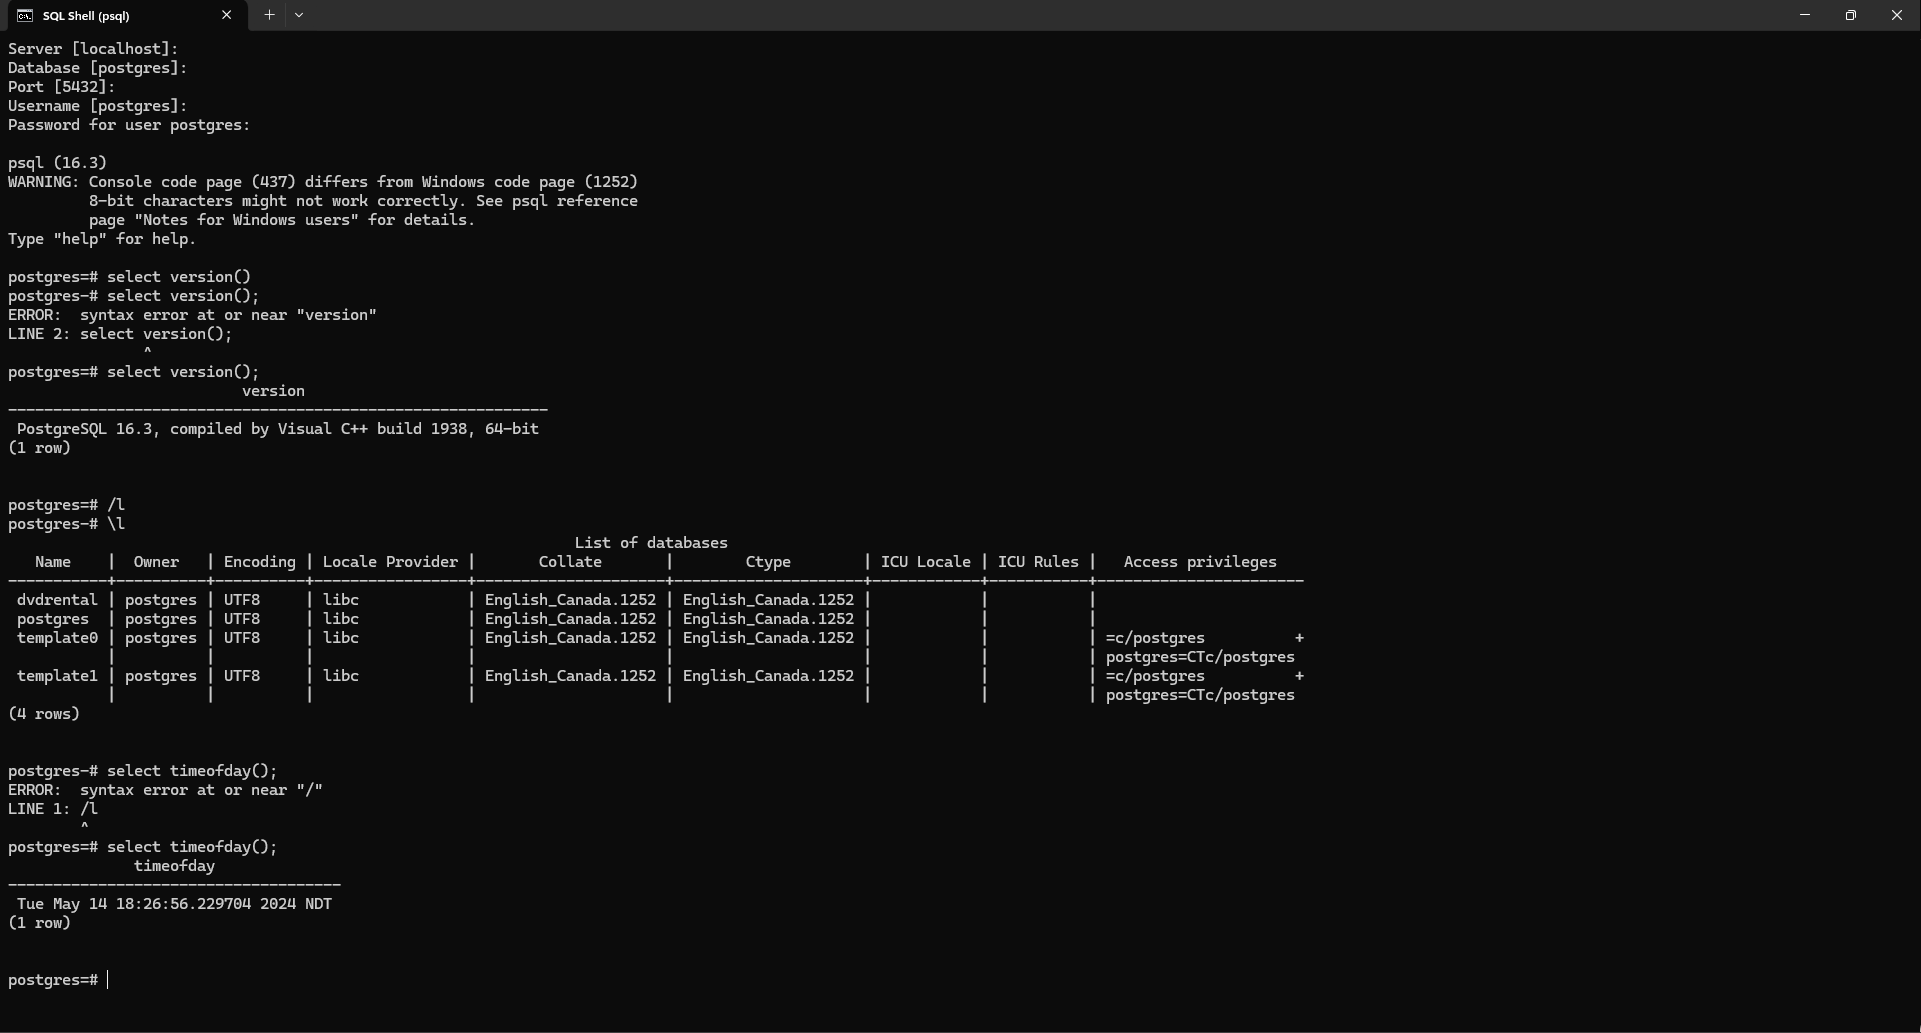 SQL Shell (psql)
Server [localhost]:
Database [postgres]:
Port [5432]:
Username [postgres]:
Password for user postgres:

psql (16.3)
WARNING: Console code page (437) differs from Windows code page (1252)
         8-bit characters might not work correctly. See psql reference
         page "Notes for Windows users" for details.
Type "help" for help.

postgres=# select version()
postgres-# select version();
ERROR:  syntax error at or near "version"
LINE 2: select version();
               ^
postgres=# select version();
                          version
------------------------------------------------------------
 PostgreSQL 16.3, compiled by Visual C++ build 1938, 64-bit
(1 row)


postgres=# /l
postgres-# \l
                                                               List of databases
   Name    |  Owner   | Encoding | Locale Provider |       Collate       |        Ctype        | ICU Locale | ICU Rules |   Access privileges
-----------+----------+----------+-----------------+---------------------+---------------------+------------+-----------+-----------------------
 dvdrental | postgres | UTF8     | libc            | English_Canada.1252 | English_Canada.1252 |            |           |
 postgres  | postgres | UTF8     | libc            | English_Canada.1252 | English_Canada.1252 |            |           |
 template0 | postgres | UTF8     | libc            | English_Canada.1252 | English_Canada.1252 |            |           | =c/postgres          +
           |          |          |                 |                     |                     |            |           | postgres=CTc/postgres
 template1 | postgres | UTF8     | libc            | English_Canada.1252 | English_Canada.1252 |            |           | =c/postgres          +
           |          |          |                 |                     |                     |            |           | postgres=CTc/postgres
(4 rows)


postgres-# select timeofday();
ERROR:  syntax error at or near "/"
LINE 1: /l
        ^
postgres=# select timeofday();
              timeofday
-------------------------------------
 Tue May 14 18:26:56.229704 2024 NDT
(1 row)


postgres=#